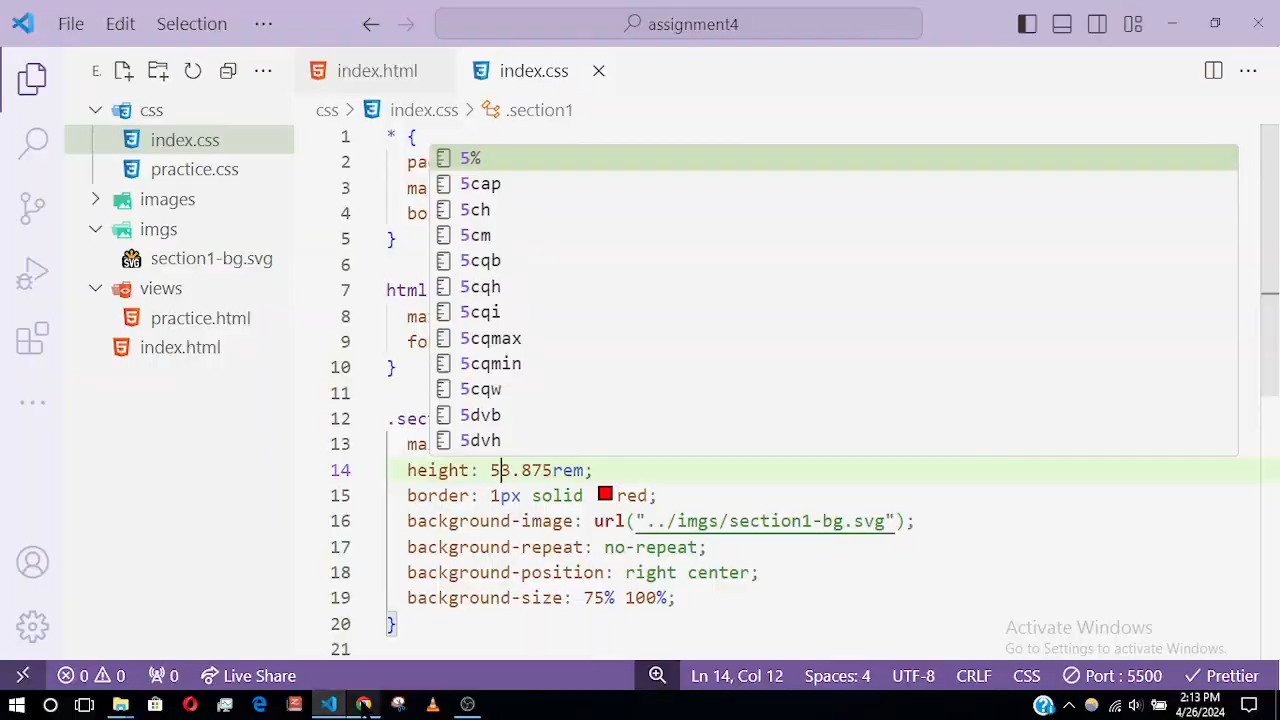 File Edit Selection ··· assignment4
E. ··· index.html index.css
css > index.css > .section1
css
index.css
practice.css
images
imgs
section1-bg.svg
views
practice.html
index.html
1 * {
2 pa
3 ma
4 bo
5 }
6
7 html
8 ma
9 fo
10 }
11
12 .sec
13 ma
5%
5cap
5ch
5cm
5cqb
5cqh
5cqi
5cqmax
5cqmin
5cqw
5dvb
5dvh
14 height: 53.875rem;
15 border: 1px solid red;
16 background-image: url("../imgs/section1-bg.svg");
17 background-repeat: no-repeat;
18 background-position: right center;
19 background-size: 75% 100%;
20 }
21
Activate Windows
Go to Settings to activate Windows.
0 0 0 Live Share Ln 14, Col 12 Spaces: 4 UTF-8 CRLF CSS Port : 5500 Prettier
2:13 PM
4/26/2024